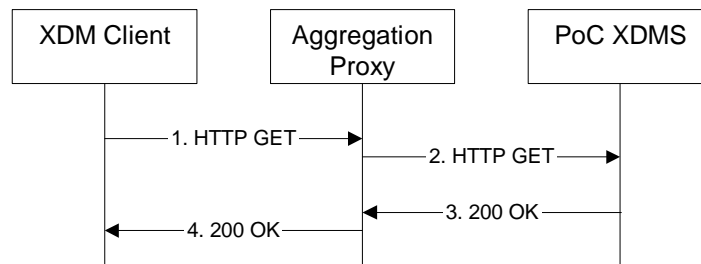 XDM Client
Aggregation
Proxy
PoC XDMS
1. HTTP GET
2. HTTP GET
3. 200 OK
4. 200 OK